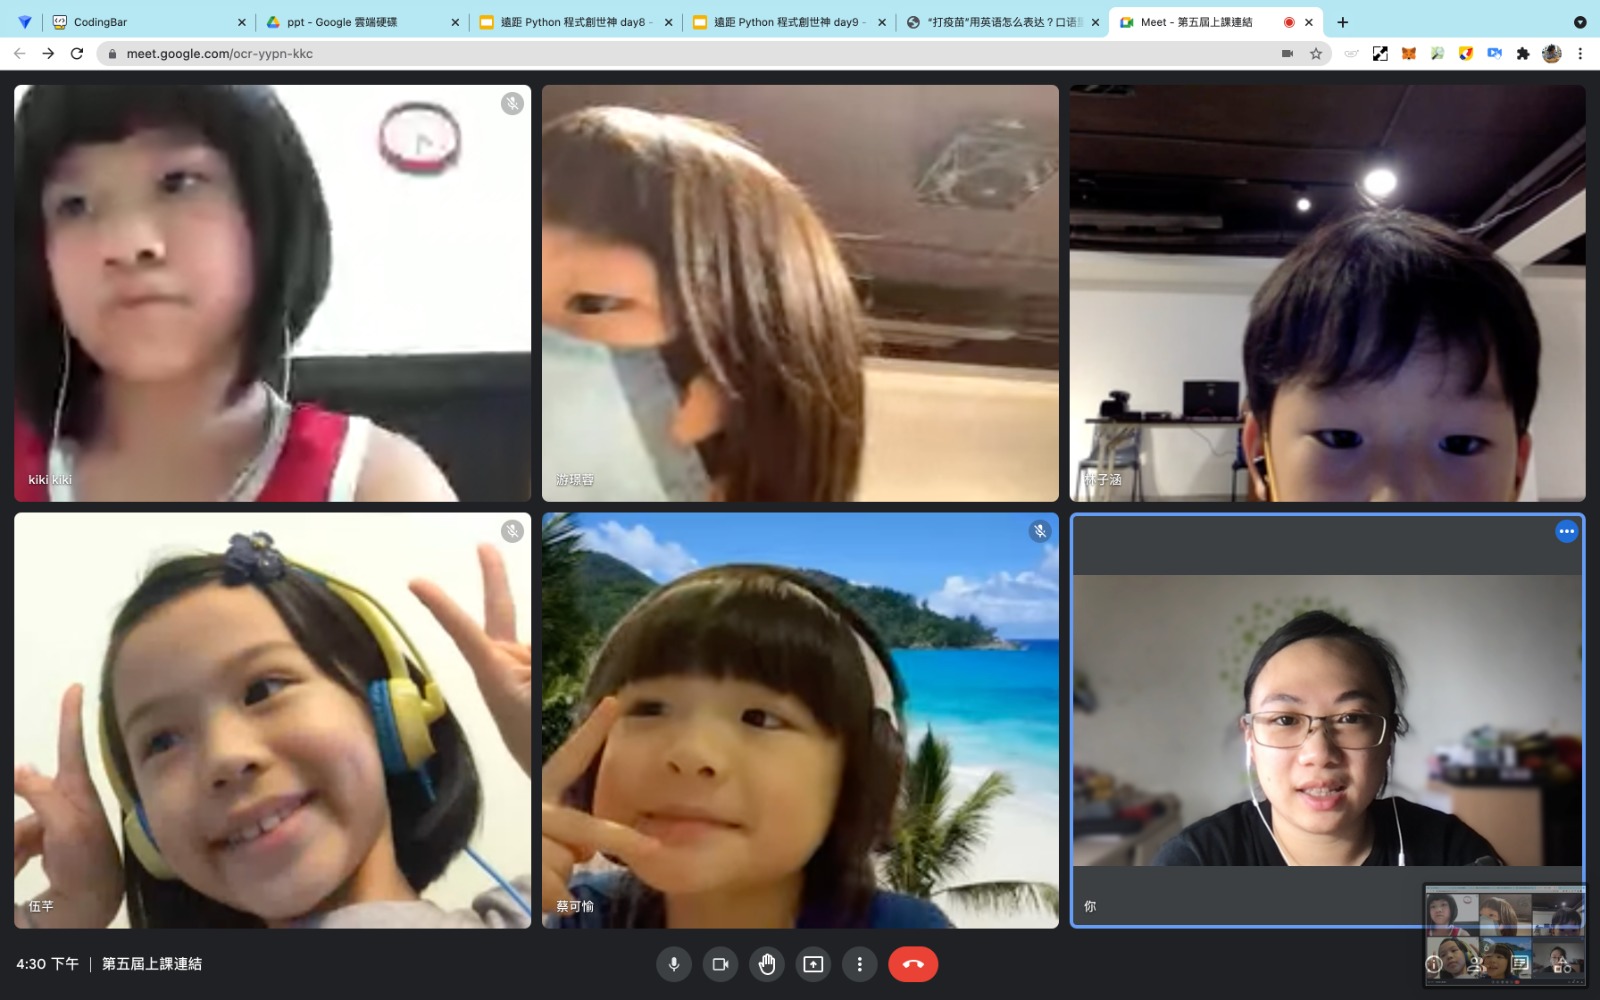 CodingBar
ppt - Google 雲端硬碟
遠距 Python 程式創世神 day8 -
遠距 Python 程式創世神 day9 -
“打疫苗”用英语怎么表达？口语
Meet - 第五屆上課連結
meet.google.com/ocr-yypn-kkc
kiki kiki
游璟蓉
林子涵
伍芊
蔡可愉
你
4:30 下午 | 第五屆上課連結